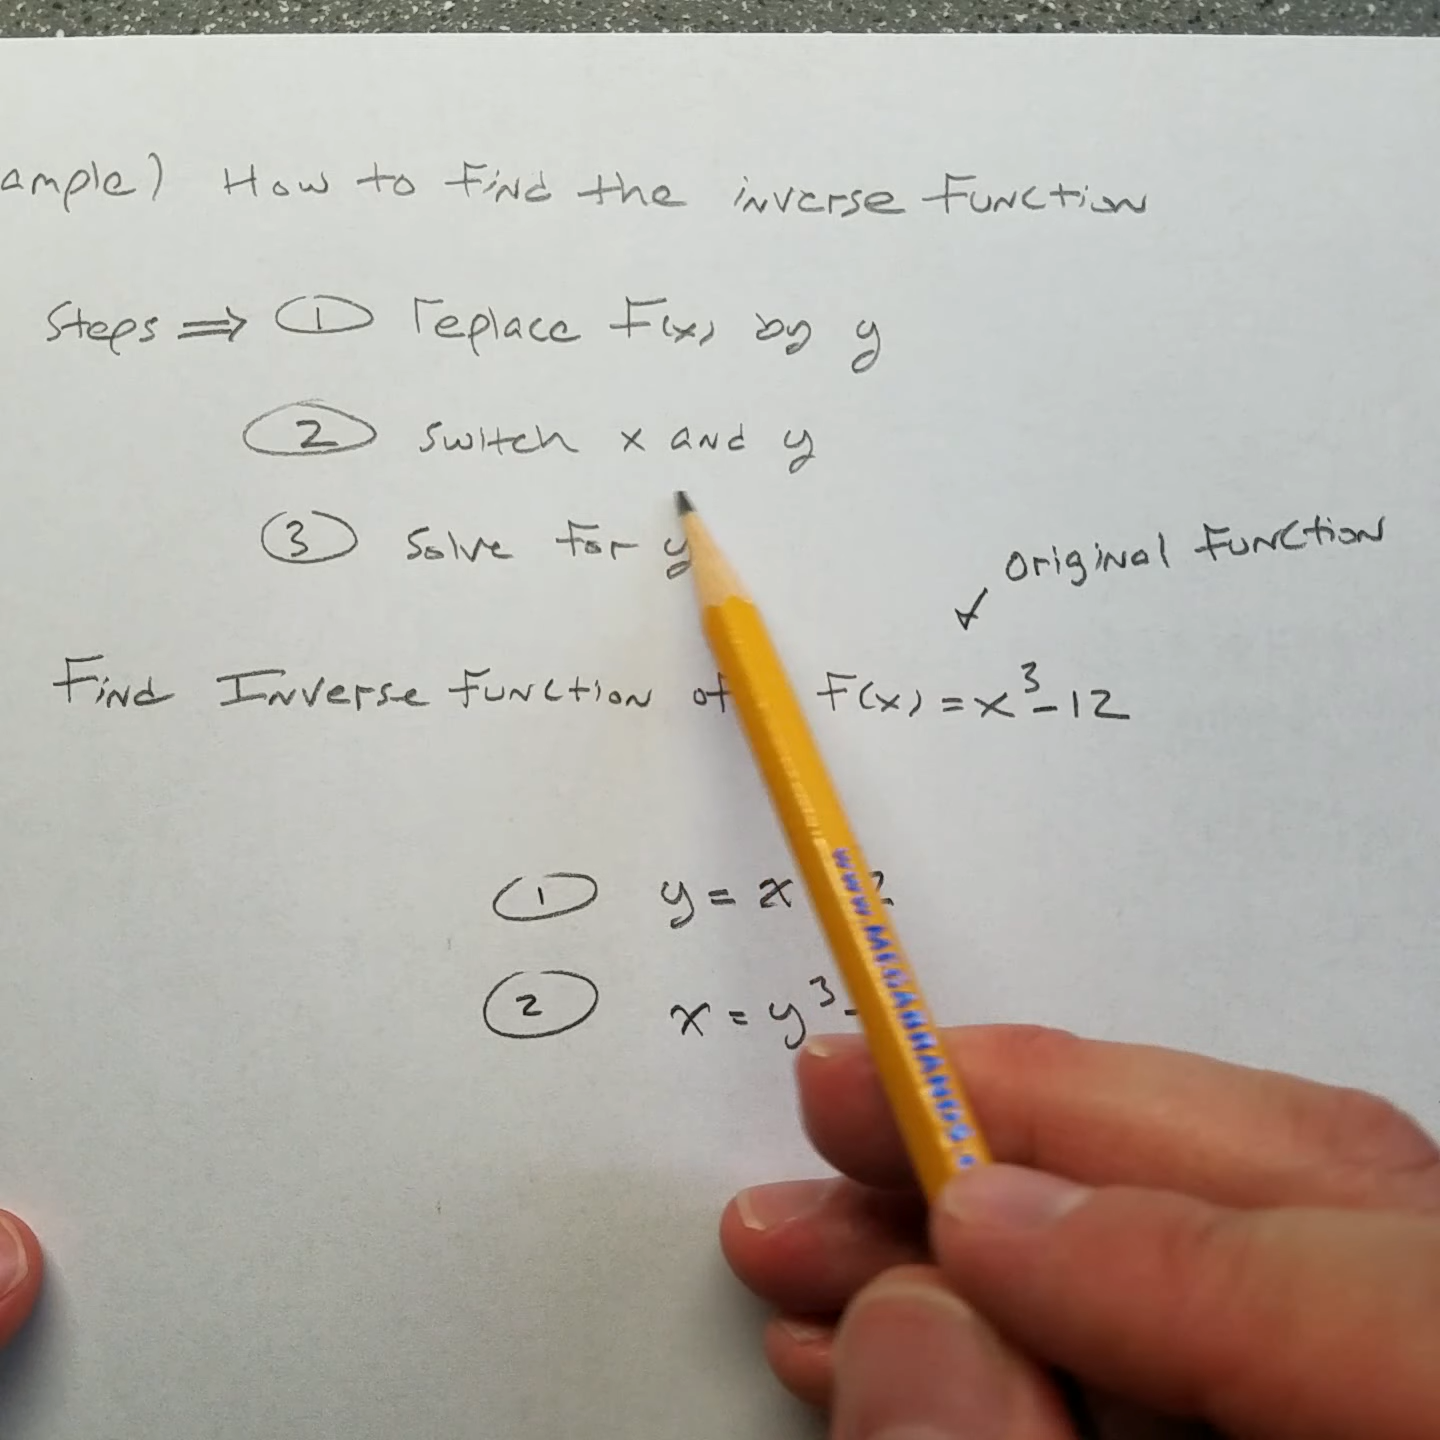 ample) How to Find the inverse Function
Steps ⇒ ① replace F(x) by y
② Switch x and y
③ Solve for y
original Function
Find Inverse Function of F(x) = x³-12
① y = x 2
② x = y³-